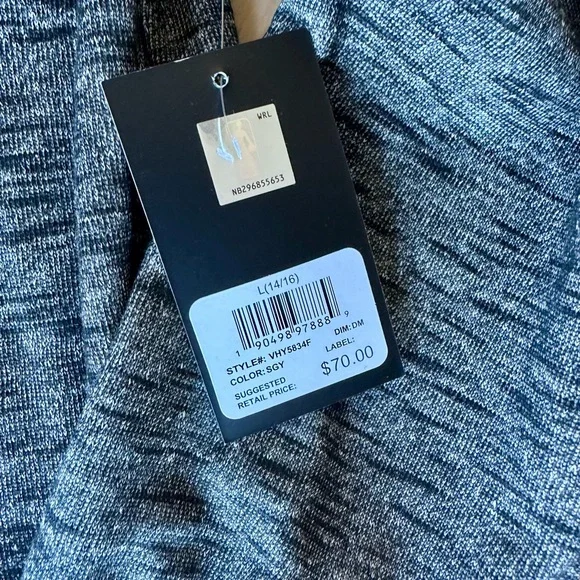 WRL
NB296855653
L(14/16)
1 90498 97888 9
STYLE#: VHY5834F DIM:DM
COLOR:SGY LABEL:
SUGGESTED
RETAIL PRICE: $70.00